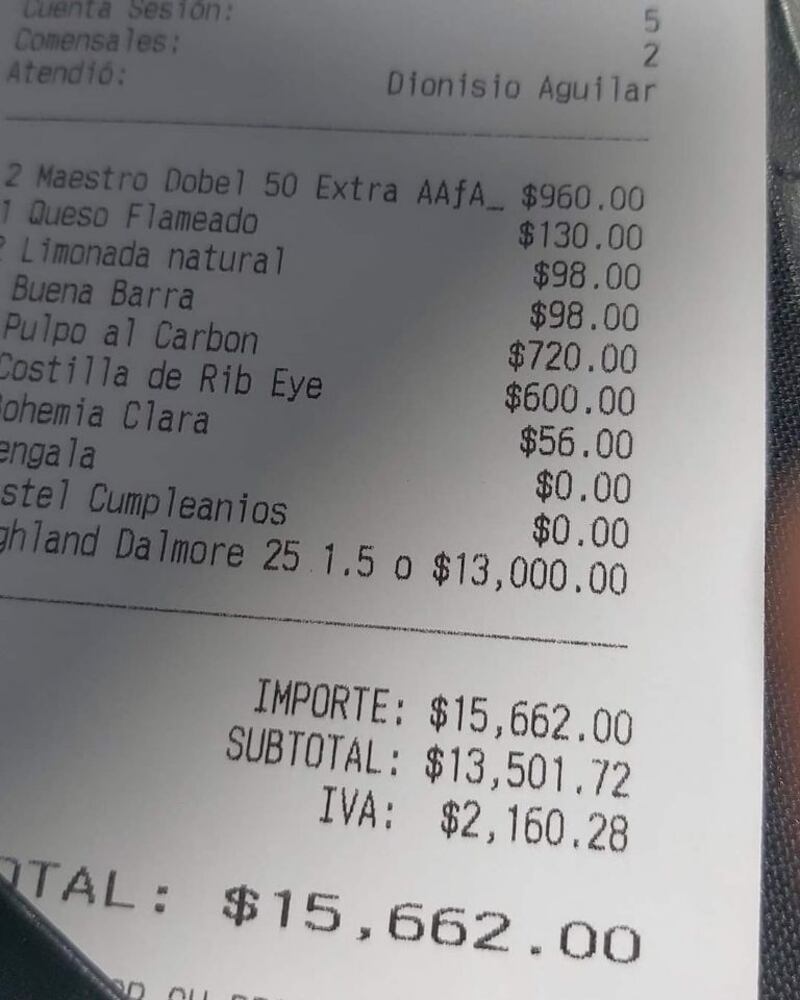 Cuenta Sesión: 5
Comensales: 2
Atendió: Dionisio Aguilar
2 Maestro Dobel 50 Extra AAfA_ $960.00
1 Queso Flameado $130.00
2 Limonada natural $98.00
Buena Barra $98.00
Pulpo al Carbon $720.00
Costilla de Rib Eye $600.00
ohemia Clara $56.00
engala $0.00
stel Cumpleanios $0.00
ghland Dalmore 25 1.5 o $13,000.00
IMPORTE: $15,662.00
SUBTOTAL: $13,501.72
IVA: $2,160.28
OTAL: $15,662.00